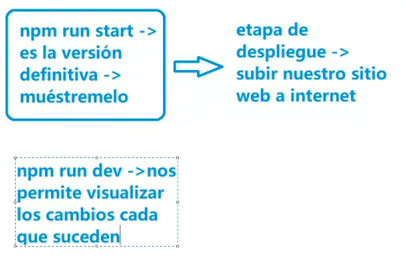 npm run start ->
es la versión
definitiva ->
muéstremelo
etapa de
despliegue ->
subir nuestro sitio
web a internet
npm run dev ->nos
permite visualizar
los cambios cada
que suceden